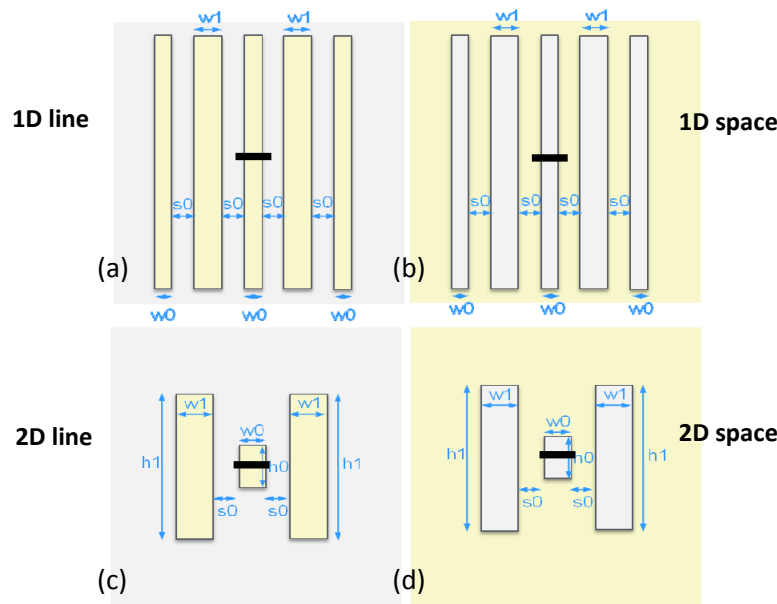 w1 w1
1D line
s0 s0 s0 s0
(a)
w0 w0 w0
w1 w1
1D space
s0 s0 s0 s0
(b)
w0 w0 w0
2D line
w1 w0 w1
h1 h0 h1
s0 s0
(c)
2D space
w1 w0 w1
h1 h0 h1
s0 s0
(d)